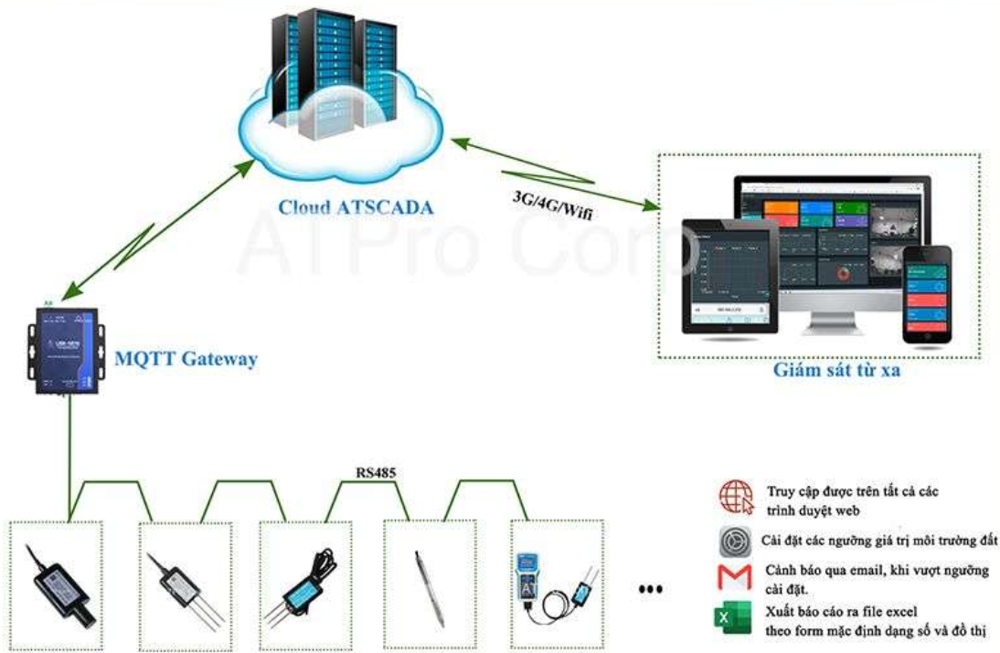 Cloud ATSCADA
3G/4G/Wifi
ATPro Corp
MQTT Gateway
Giám sát từ xa
RS485
Truy cập được trên tất cả các
trình duyệt web
Cài đặt các ngưỡng giá trị môi trường đất
Cảnh báo qua email, khi vượt ngưỡng
cài đặt.
Xuất báo cáo ra file excel
theo form mặc định dạng số và đồ thị